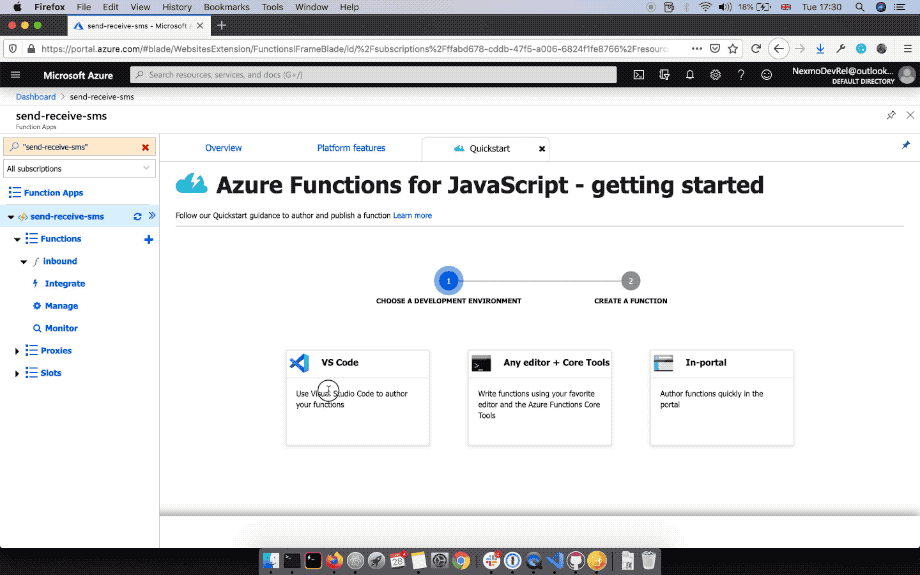 Firefox File Edit View History Bookmarks Tools Window Help 18% Tue 17:30
send-receive-sms - Microsoft A
https://portal.azure.com/#blade/WebsitesExtension/FunctionsIFrameBlade/id/%2Fsubscriptions%2Fffabd678-cddb-47f5-a006-6824f1fe8766%2Fresourc
Microsoft Azure Search resources, services, and docs (G+/) NexmoDevRel@outlook...
DEFAULT DIRECTORY
Dashboard > send-receive-sms
send-receive-sms
Function Apps
"send-receive-sms"
Overview Platform features Quickstart
All subscriptions
Function Apps
Azure Functions for JavaScript - getting started
send-receive-sms
Follow our Quickstart guidance to author and publish a function Learn more
Functions
inbound
Integrate
Manage
Monitor
Proxies
Slots
1 2
CHOOSE A DEVELOPMENT ENVIRONMENT CREATE A FUNCTION
VS Code
Use Visual Studio Code to author
your functions
Any editor + Core Tools
Write functions using your favorite
editor and the Azure Functions Core
Tools
In-portal
Author functions quickly in the
portal
28